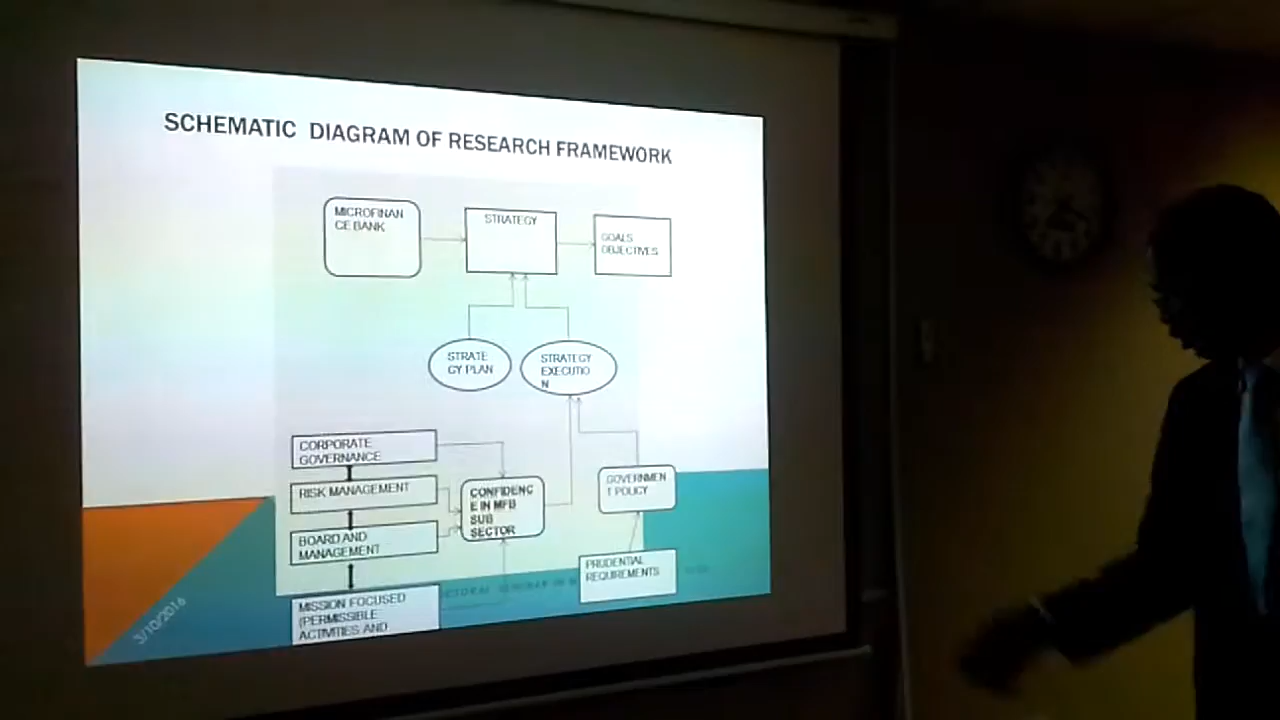 SCHEMATIC DIAGRAM OF RESEARCH FRAMEWORK
MICROFINAN
CE BANK
STRATEGY
GOALS
OBJECTIVES
STRATE
GY PLAN
STRATEGY
EXECUTIO
N
CORPORATE
GOVERNANCE
RISK MANAGEMENT
BOARD AND
MANAGEMENT
MISSION FOCUSED
(PERMISSIBLE
ACTIVITIES AND
CONFIDENC
E IN MFB
SUB
SECTOR
GOVERNMEN
T POLICY
PRUDENTIAL
REQUIREMENTS
3/10/2016